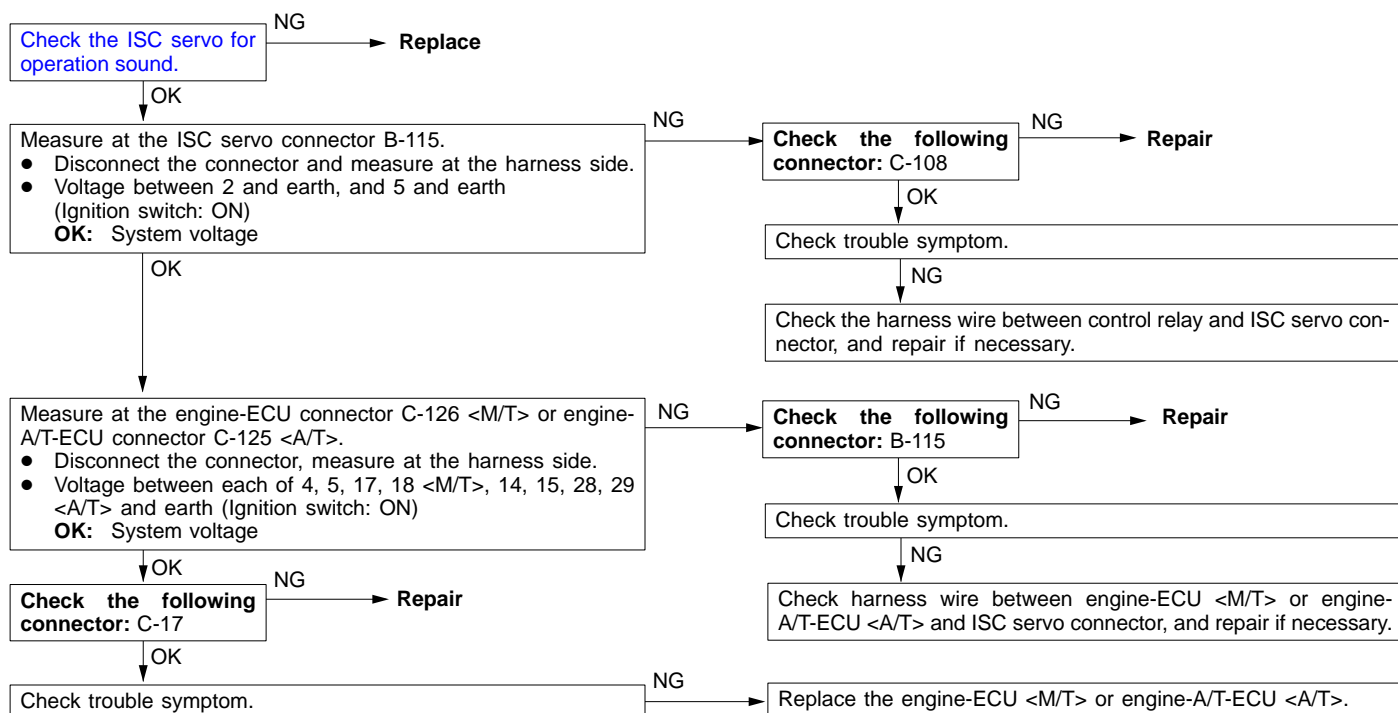 NG
Check the ISC servo for
operation sound.
Replace
OK
Measure at the ISC servo connector B-115.
● Disconnect the connector and measure at the harness side.
● Voltage between 2 and earth, and 5 and earth
(Ignition switch: ON)
OK: System voltage
NG
Check the following
connector: C-108
NG
Repair
OK
Check trouble symptom.
NG
Check the harness wire between control relay and ISC servo con-
nector, and repair if necessary.
OK
Measure at the engine-ECU connector C-126 <M/T> or engine-
A/T-ECU connector C-125 <A/T>.
● Disconnect the connector, measure at the harness side.
● Voltage between each of 4, 5, 17, 18 <M/T>, 14, 15, 28, 29
<A/T> and earth (Ignition switch: ON)
OK: System voltage
NG
Check the following
connector: B-115
NG
Repair
OK
Check trouble symptom.
NG
Check harness wire between engine-ECU <M/T> or engine-
A/T-ECU <A/T> and ISC servo connector, and repair if necessary.
OK
Check the following
connector: C-17
NG
Repair
OK
Check trouble symptom.
NG
Replace the engine-ECU <M/T> or engine-A/T-ECU <A/T>.